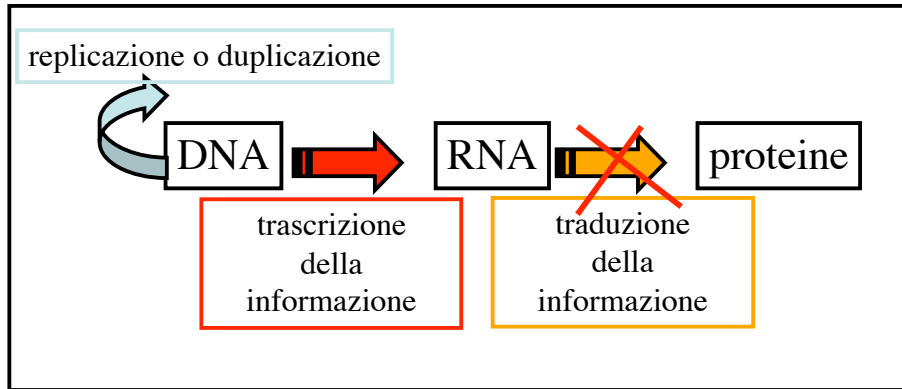 replicazione o duplicazione
DNA
RNA
proteine
trascrizione
della
informazione
traduzione
della
informazione